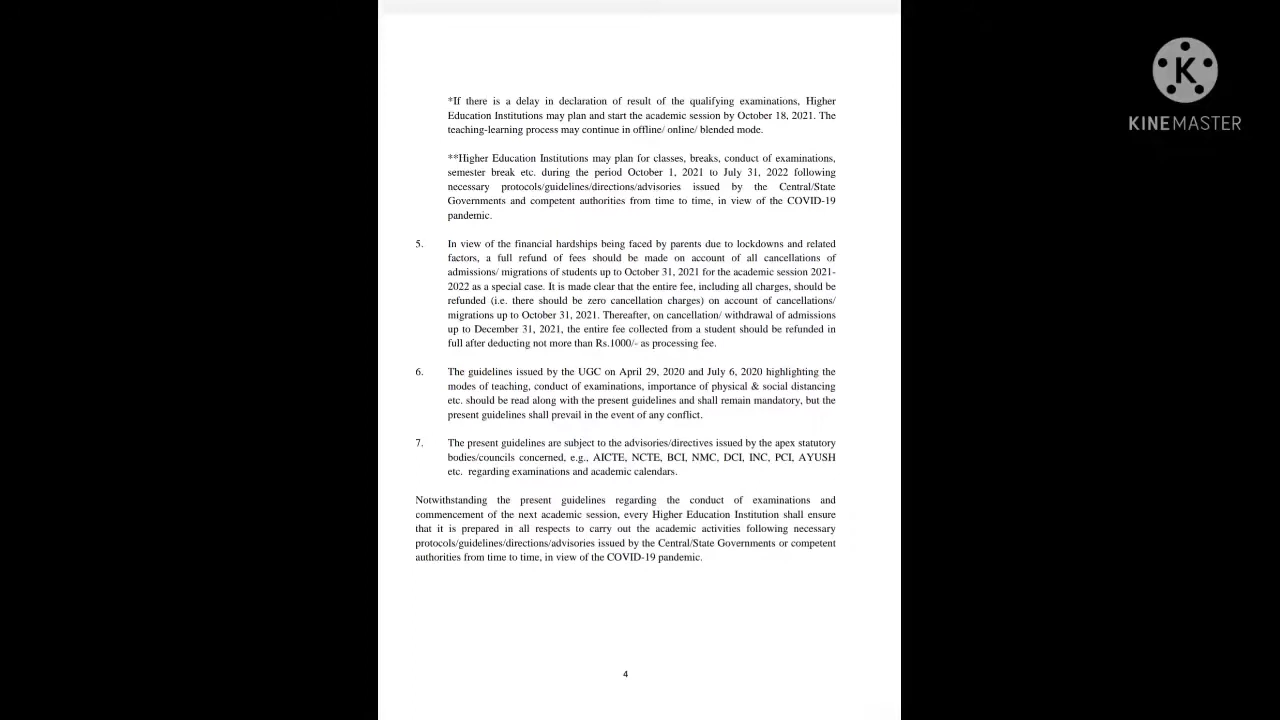 *If there is a delay in declaration of result of the qualifying examinations, Higher
Education Institutions may plan and start the academic session by October 18, 2021. The
teaching-learning process may continue in offline/ online/ blended mode.
**Higher Education Institutions may plan for classes, breaks, conduct of examinations,
semester break etc. during the period October 1, 2021 to July 31, 2022 following
necessary protocols/guidelines/directions/advisories issued by the Central/State
Governments and competent authorities from time to time, in view of the COVID-19
pandemic.
5. In view of the financial hardships being faced by parents due to lockdowns and related
factors, a full refund of fees should be made on account of all cancellations of
admissions/ migrations of students up to October 31, 2021 for the academic session 2021-
2022 as a special case. It is made clear that the entire fee, including all charges, should be
refunded (i.e. there should be zero cancellation charges) on account of cancellations/
migrations up to October 31, 2021. Thereafter, on cancellation/ withdrawal of admissions
up to December 31, 2021, the entire fee collected from a student should be refunded in
full after deducting not more than Rs.1000/- as processing fee.
6. The guidelines issued by the UGC on April 29, 2020 and July 6, 2020 highlighting the
modes of teaching, conduct of examinations, importance of physical & social distancing
etc. should be read along with the present guidelines and shall remain mandatory, but the
present guidelines shall prevail in the event of any conflict.
7. The present guidelines are subject to the advisories/directives issued by the apex statutory
bodies/councils concerned, e.g., AICTE, NCTE, BCI, NMC, DCI, INC, PCI, AYUSH
etc. regarding examinations and academic calendars.
Notwithstanding the present guidelines regarding the conduct of examinations and
commencement of the next academic session, every Higher Education Institution shall ensure
that it is prepared in all respects to carry out the academic activities following necessary
protocols/guidelines/directions/advisories issued by the Central/State Governments or competent
authorities from time to time, in view of the COVID-19 pandemic.
4
K
KINEMASTER